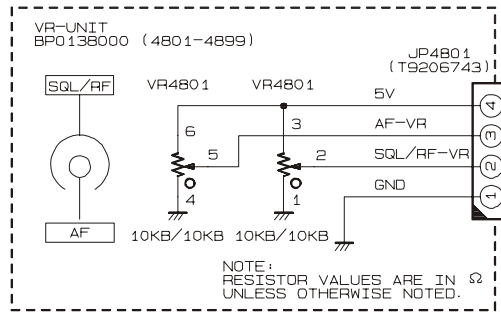 VR-UNIT
BP0138000 (4801-4899)
JP4801
(T9206743)
SQL/RF
VR4801
VR4801
5V
4
6
3
AF-VR
3
5
2
SQL/RF-VR
2
4
1
GND
1
AF
10KB/10KB
10KB/10KB
NOTE:
RESISTOR VALUES ARE IN Ω
UNLESS OTHERWISE NOTED.